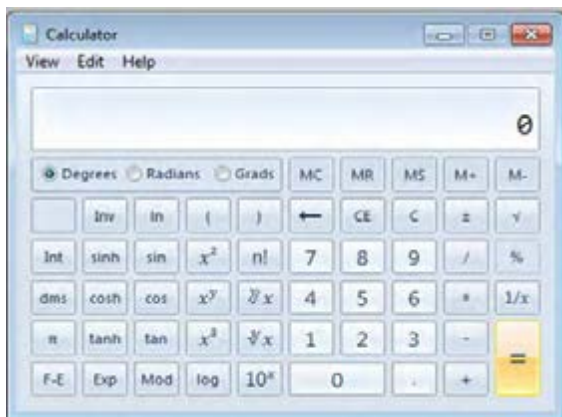 Calculator
View Edit Help
0
Degrees Radians Grads MC MR MS M+ M-
Inv ln ( ) ← CE C ± √
Int sinh sin x² n! 7 8 9 / %
dms cosh cos xʸ ʸ√x 4 5 6 * 1/x
π tanh tan x³ ³√x 1 2 3 - =
F-E Exp Mod log 10ˣ 0 . +